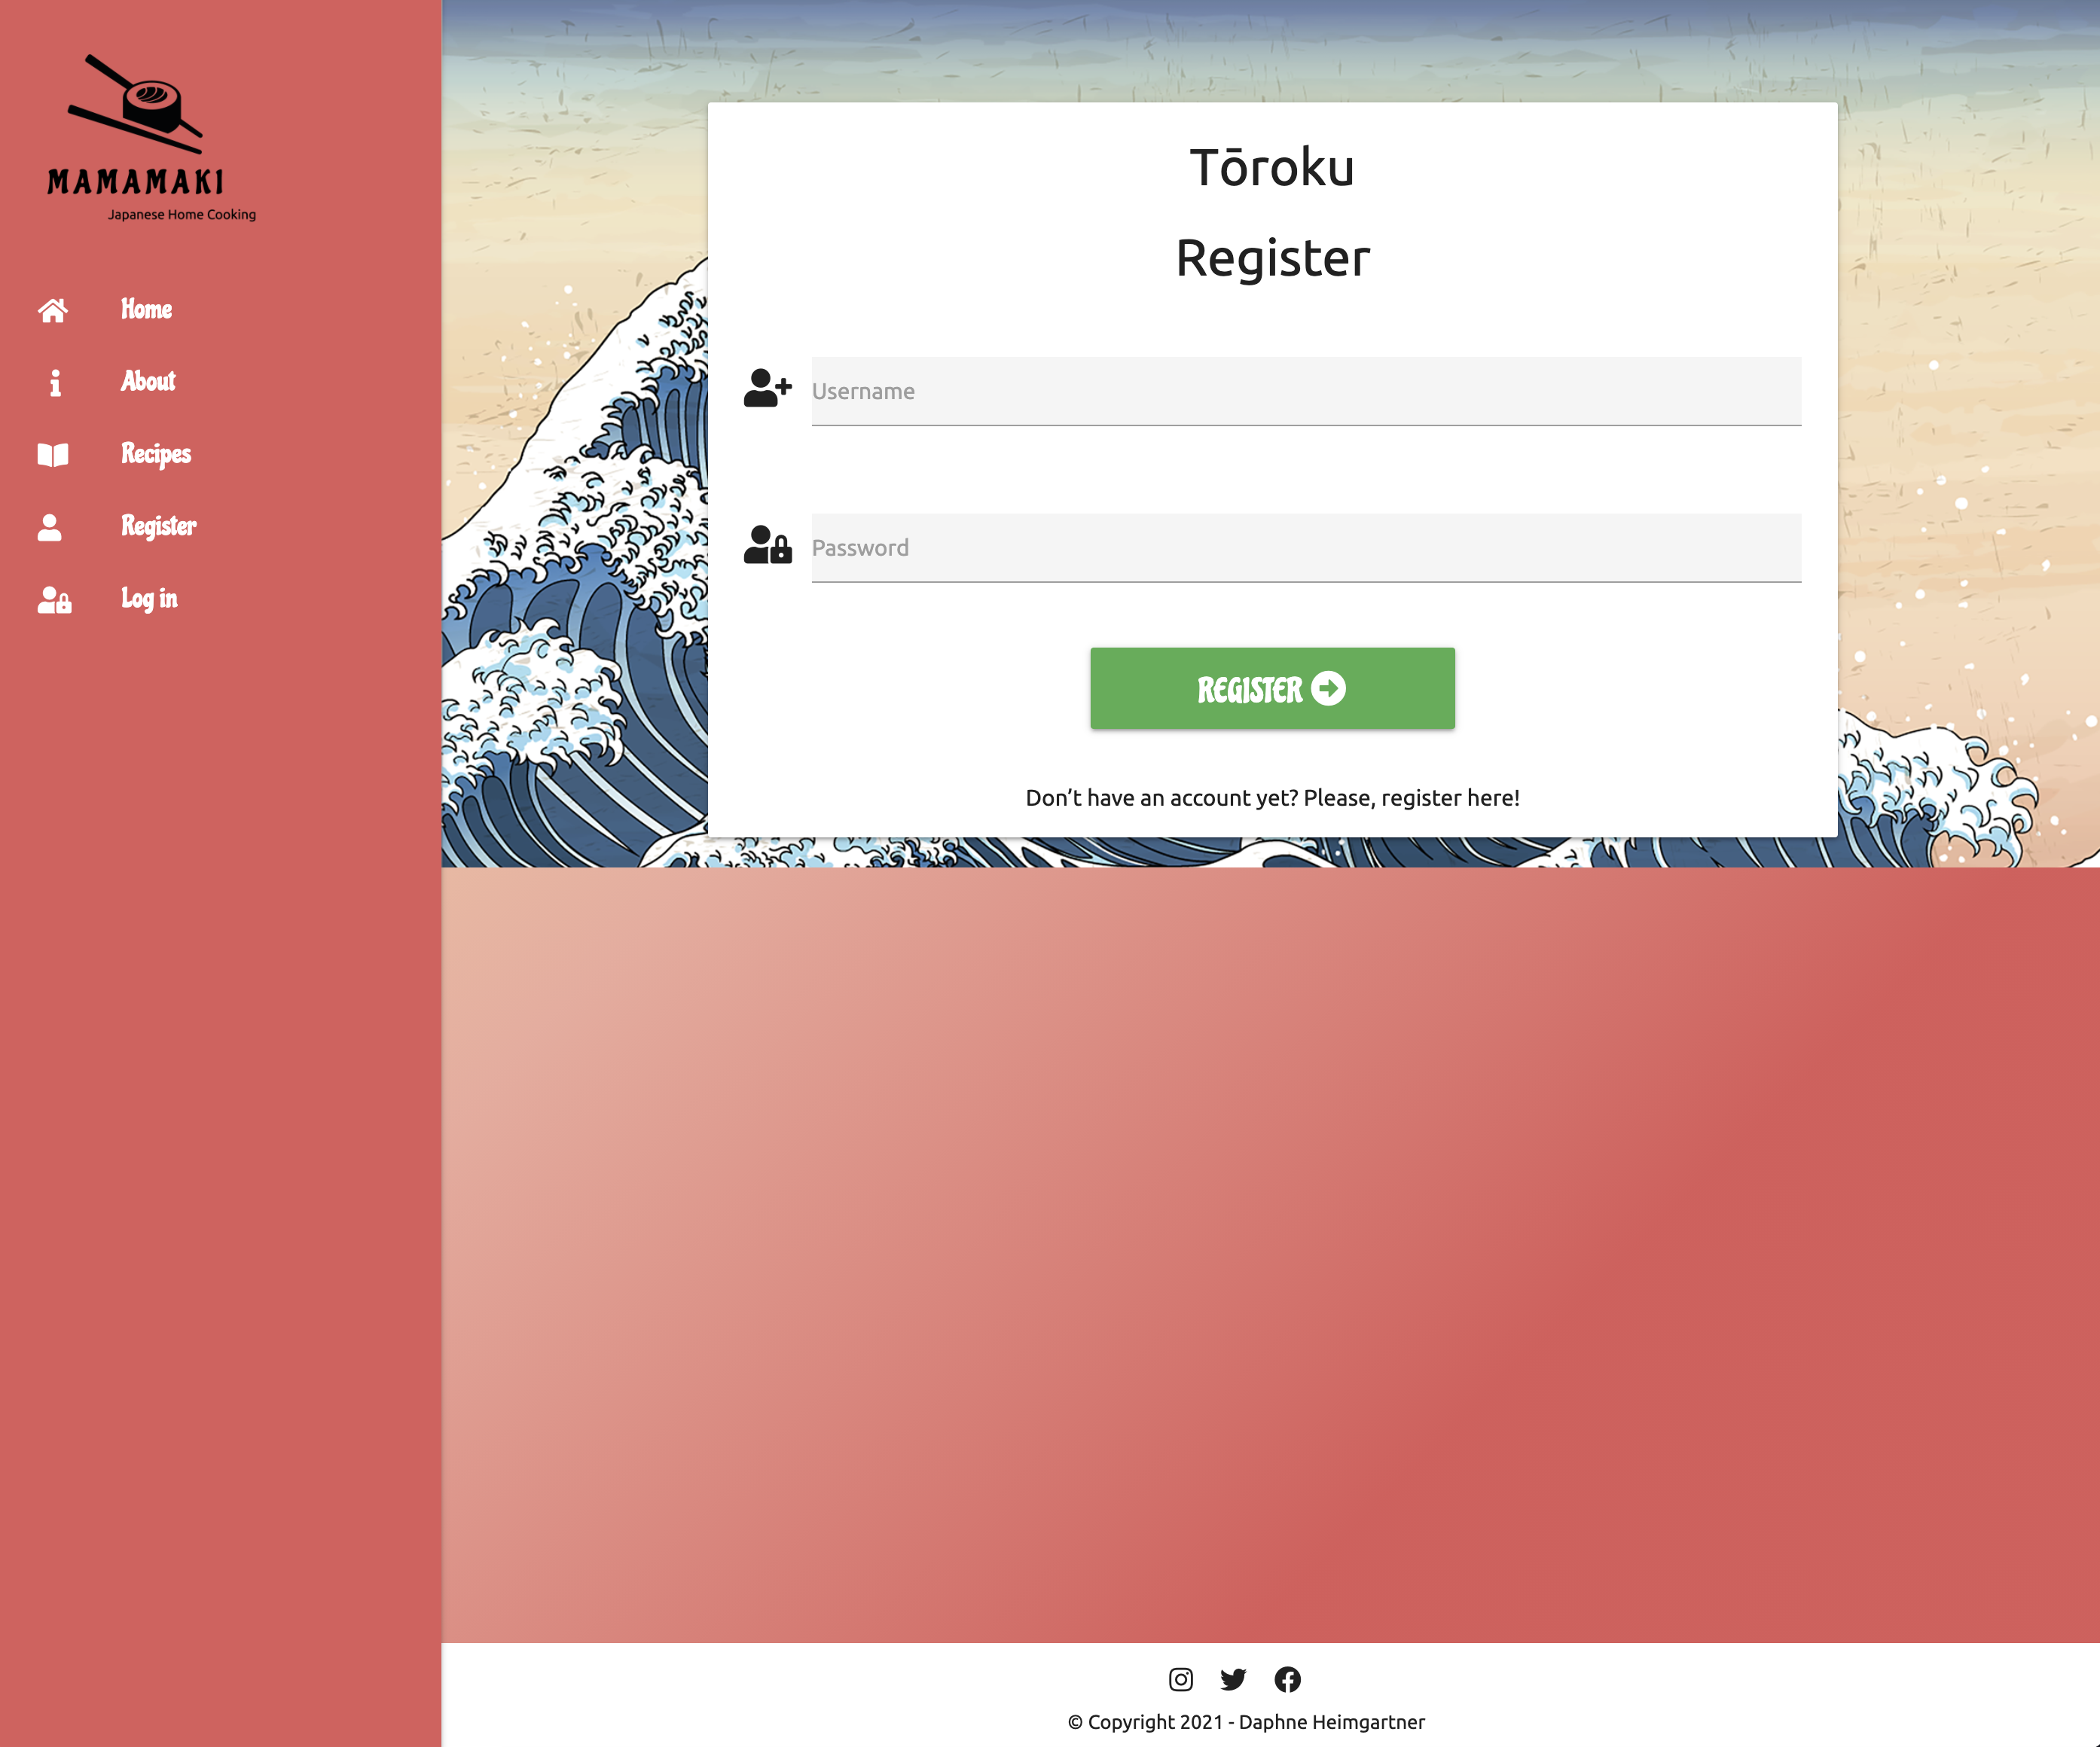 MAMAMAKI
Japanese Home Cooking
Home
About
Recipes
Register
Log in
Tōroku
Register
Username
Password
REGISTER
Don’t have an account yet? Please, register here!
© Copyright 2021 - Daphne Heimgartner